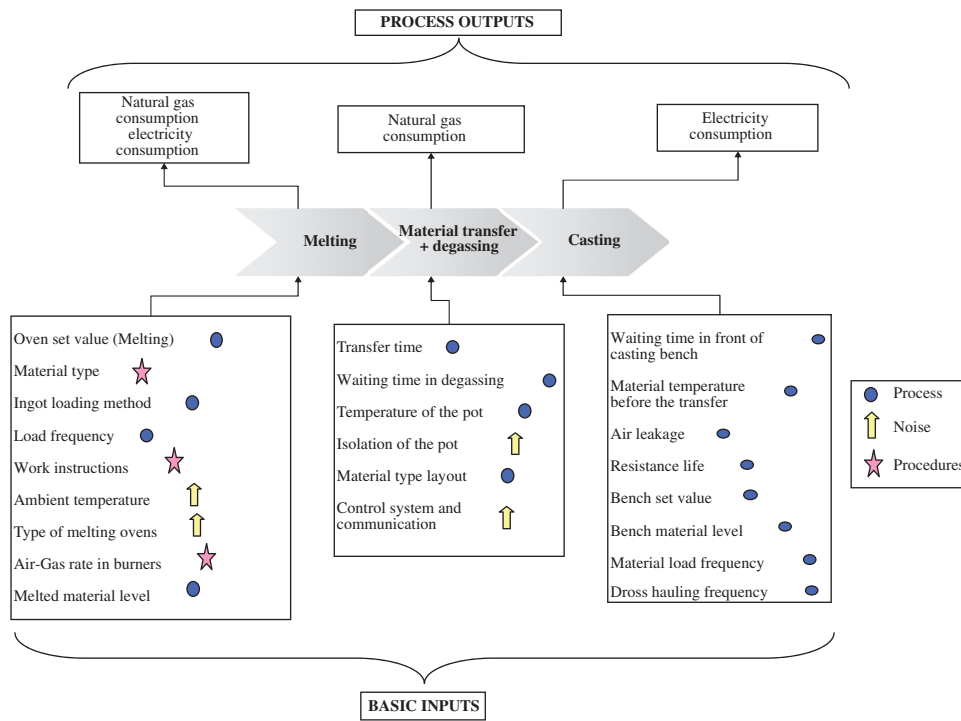 PROCESS OUTPUTS
Natural gas
consumption
electricity
consumption
Natural gas
consumption
Electricity
consumption
Melting
Material transfer
+ degassing
Casting
Oven set value (Melting)
Material type
Ingot loading method
Load frequency
Work instructions
Ambient temperature
Type of melting ovens
Air-Gas rate in burners
Melted material level
Transfer time
Waiting time in degassing
Temperature of the pot
Isolation of the pot
Material type layout
Control system and
communication
Waiting time in front of
casting bench
Material temperature
before the transfer
Air leakage
Resistance life
Bench set value
Bench material level
Material load frequency
Dross hauling frequency
Process
Noise
Procedures
BASIC INPUTS